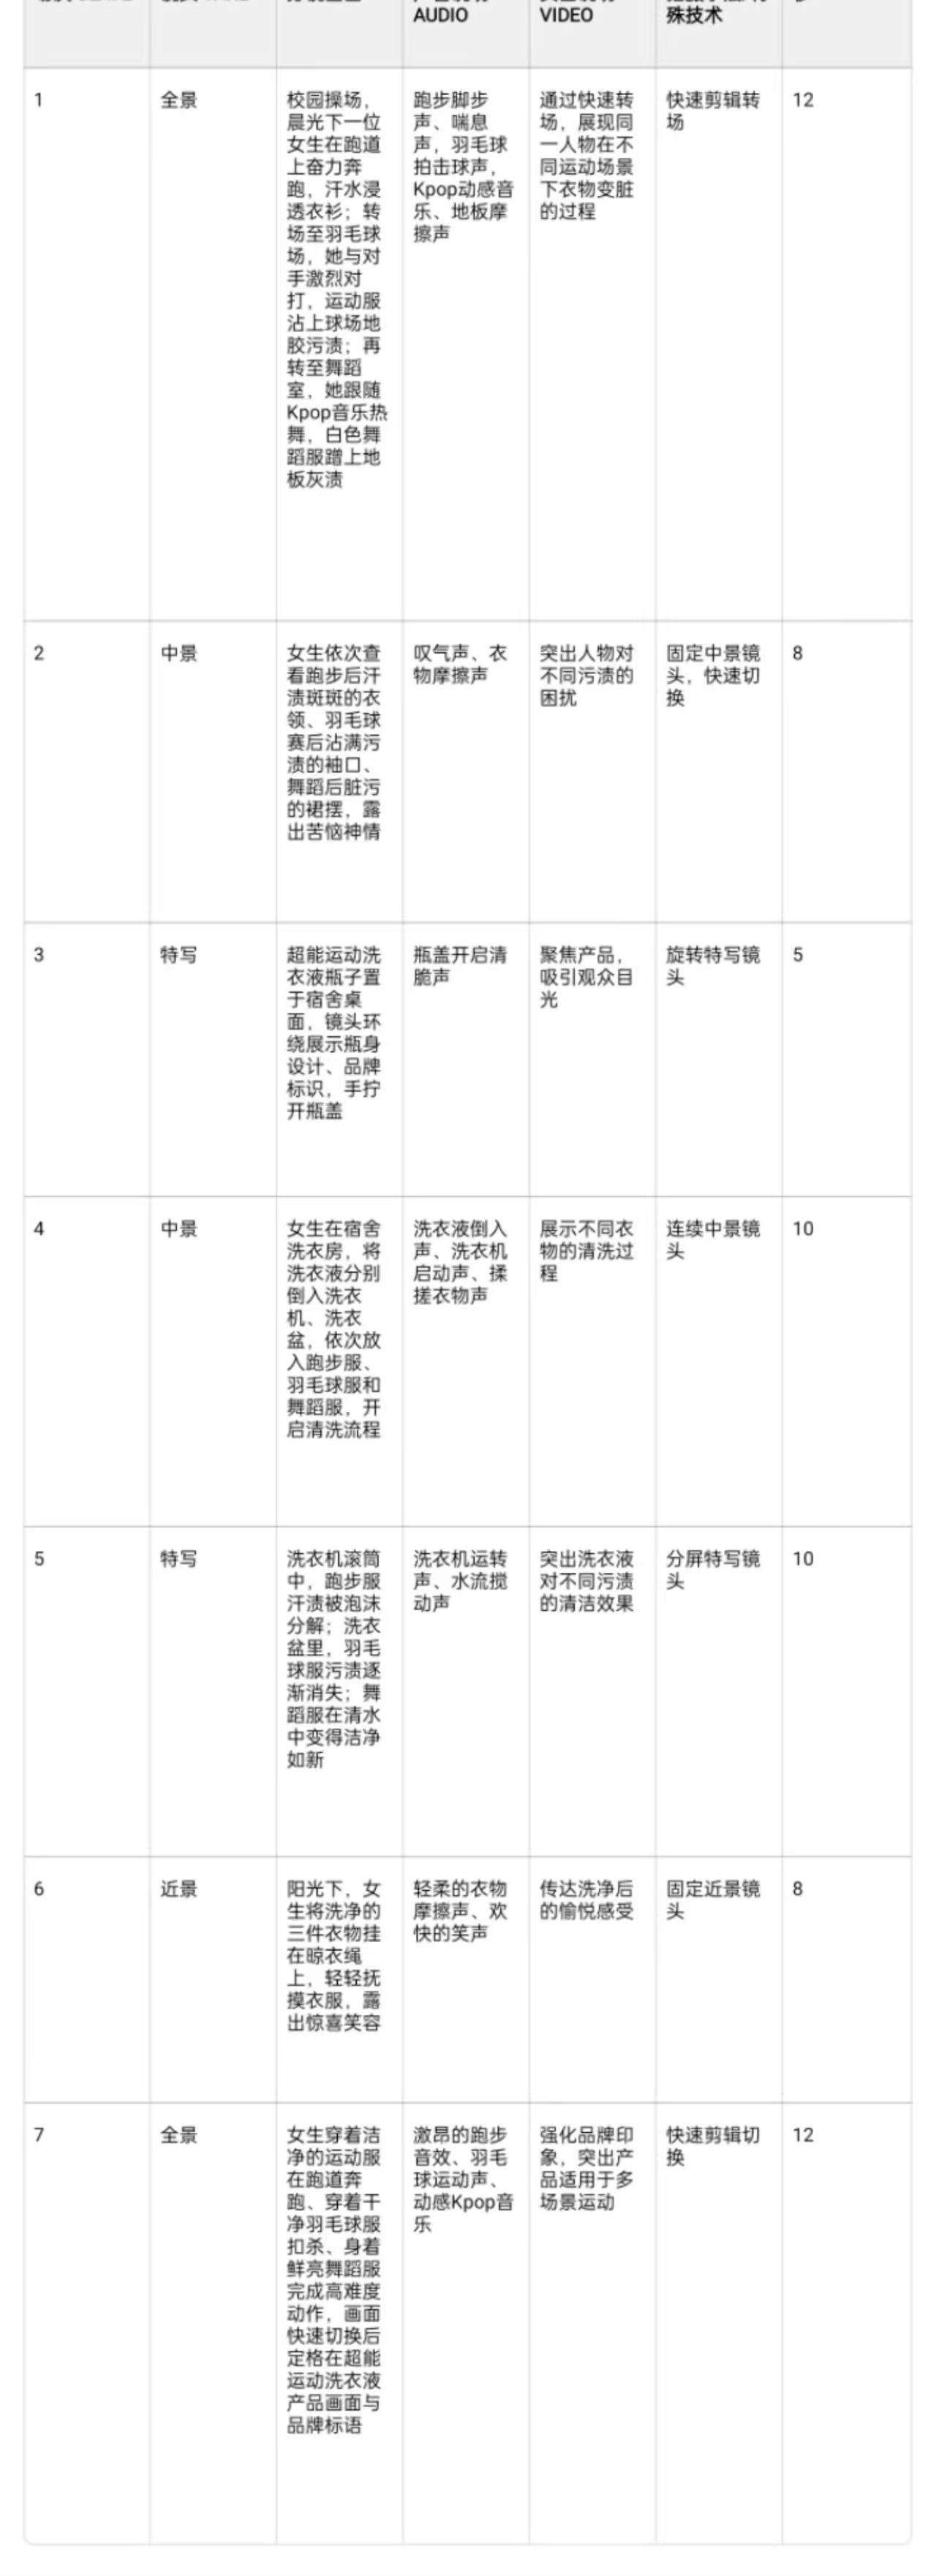 AUDIO
VIDEO
殊技术
1
全景
校园操场，
晨光下一位
女生在跑道
上奋力奔
跑，汗水浸
透衣衫；转
场至羽毛球
场，她与对
手激烈对
打，运动服
沾上球场地
胶污渍；再
转至舞蹈
室，她跟随
Kpop音乐热
舞，白色舞
蹈服蹭上地
板灰渍
跑步脚步
声、喘息
声，羽毛球
拍击球声，
Kpop动感音
乐、地板摩
擦声
通过快速转
场，展现同
一人物在不
同运动场景
下衣物变脏
的过程
快速剪辑转
场
12
2
中景
女生依次查
看跑步后汗
渍斑斑的衣
领、羽毛球
赛后沾满污
渍的袖口、
舞蹈后脏污
的裙摆，露
出苦恼神情
叹气声、衣
物摩擦声
突出人物对
不同污渍的
困扰
固定中景镜
头，快速切
换
8
3
特写
超能运动洗
衣液瓶子置
于宿舍桌
面，镜头环
绕展示瓶身
设计、品牌
标识，手拧
开瓶盖
瓶盖开启清
脆声
聚焦产品，
吸引观众目
光
旋转特写镜
头
5
4
中景
女生在宿舍
洗衣房，将
洗衣液分别
倒入洗衣
机、洗衣
盆，依次放
入跑步服、
羽毛球服和
舞蹈服，开
启清洗流程
洗衣液倒入
声、洗衣机
启动声、揉
搓衣物声
展示不同衣
物的清洗过
程
连续中景镜
头
10
5
特写
洗衣机滚筒
中，跑步服
汗渍被泡沫
分解；洗衣
盆里，羽毛
球服污渍逐
渐消失；舞
蹈服在清水
中变得洁净
如新
洗衣机运转
声、水流搅
动声
突出洗衣液
对不同污渍
的清洁效果
分屏特写镜
头
10
6
近景
阳光下，女
生将洗净的
三件衣物挂
在晾衣绳
上，轻轻抚
摸衣服，露
出惊喜笑容
轻柔的衣物
摩擦声、欢
快的笑声
传达洗净后
的愉悦感受
固定近景镜
头
8
7
全景
女生穿着洁
净的运动服
在跑道奔
跑、穿着干
净羽毛球服
扣杀、身着
鲜亮舞蹈服
完成高难度
动作，画面
快速切换后
定格在超能
运动洗衣液
产品画面与
品牌标语
激昂的跑步
音效、羽毛
球运动声、
动感Kpop音
乐
强化品牌印
象，突出产
品适用于多
场景运动
快速剪辑切
换
12